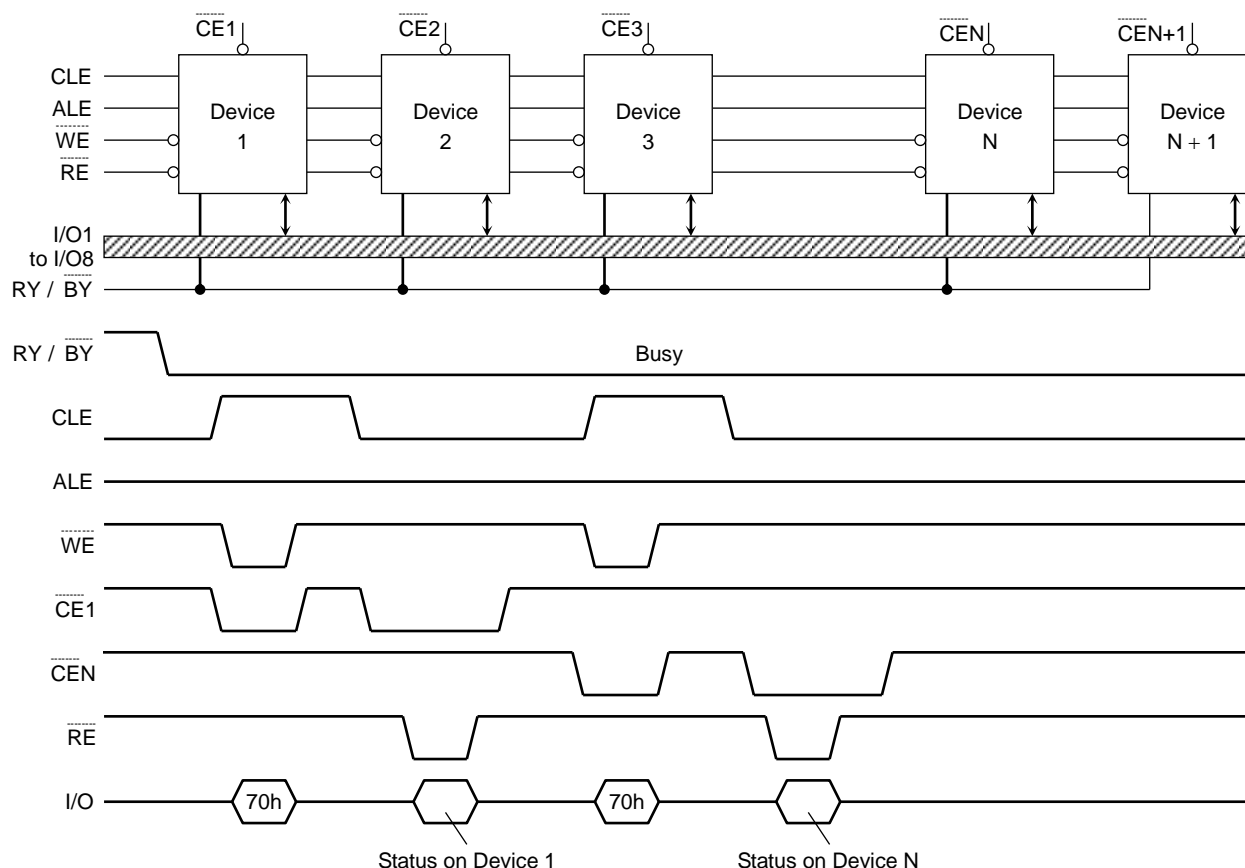 CE1 CE2 CE3 CEN CEN+1
CLE
ALE
WE
RE
Device 1
Device 2
Device 3
Device N
Device N + 1
I/O1
to I/O8
RY / BY
RY / BY
Busy
CLE
ALE
WE
CE1
CEN
RE
I/O
70h
70h
Status on Device 1
Status on Device N